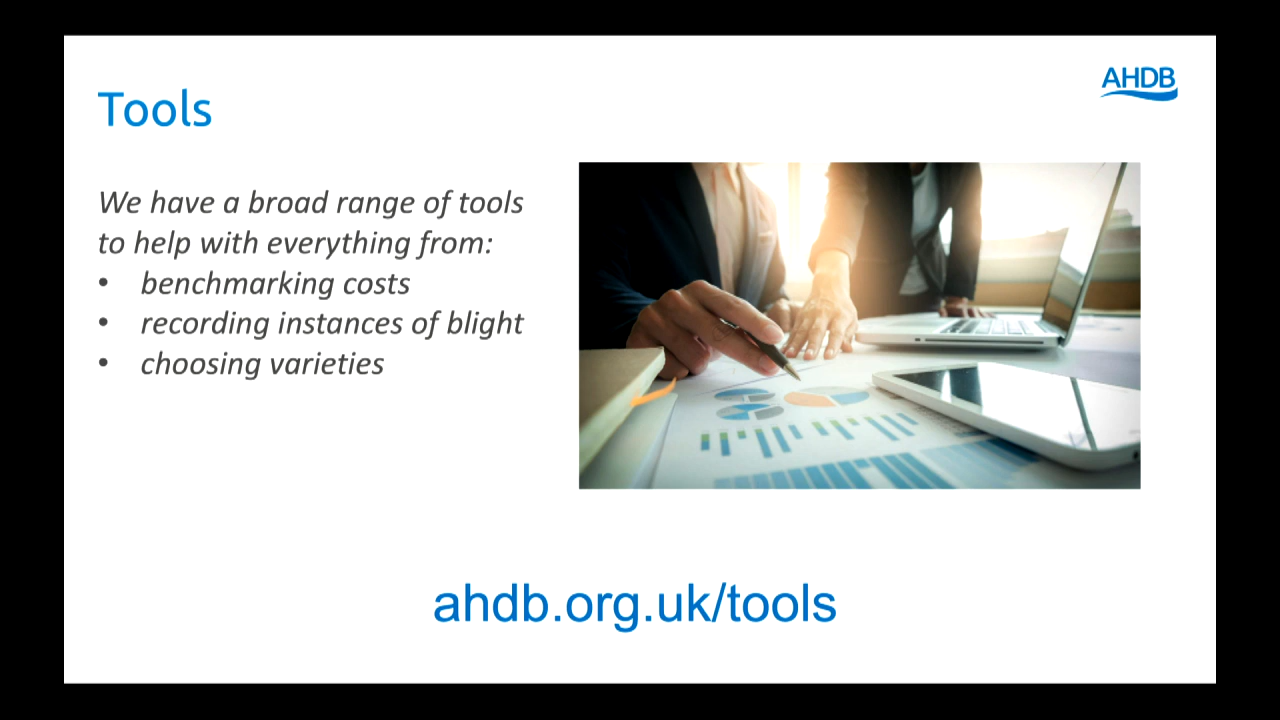 AHDB
Tools
We have a broad range of tools
to help with everything from:
• benchmarking costs
• recording instances of blight
• choosing varieties
ahdb.org.uk/tools